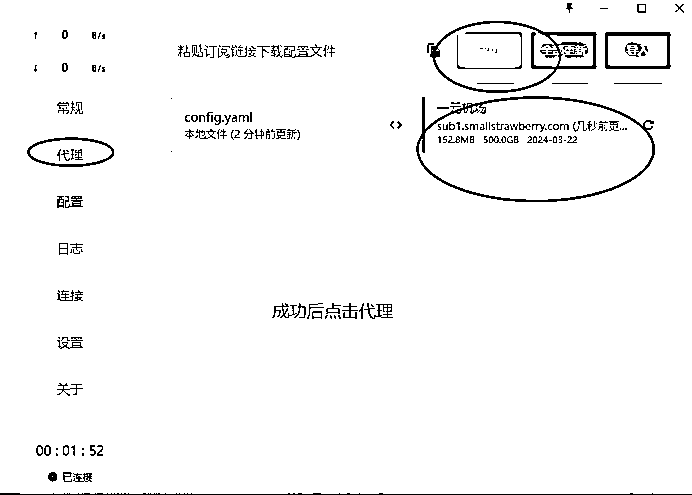 ↑ 0 B/s
↓ 0 B/s
粘贴订阅链接下载配置文件
全部更新
导入
常规
代理
配置
日志
连接
设置
关于
config.yaml
本地文件 (2 分钟前更新)
一元机场
sub1.smallstrawberry.com (几秒前更...
152.8MB 500.0GB 2024-03-22
成功后点击代理
00 : 01 : 52
已连接